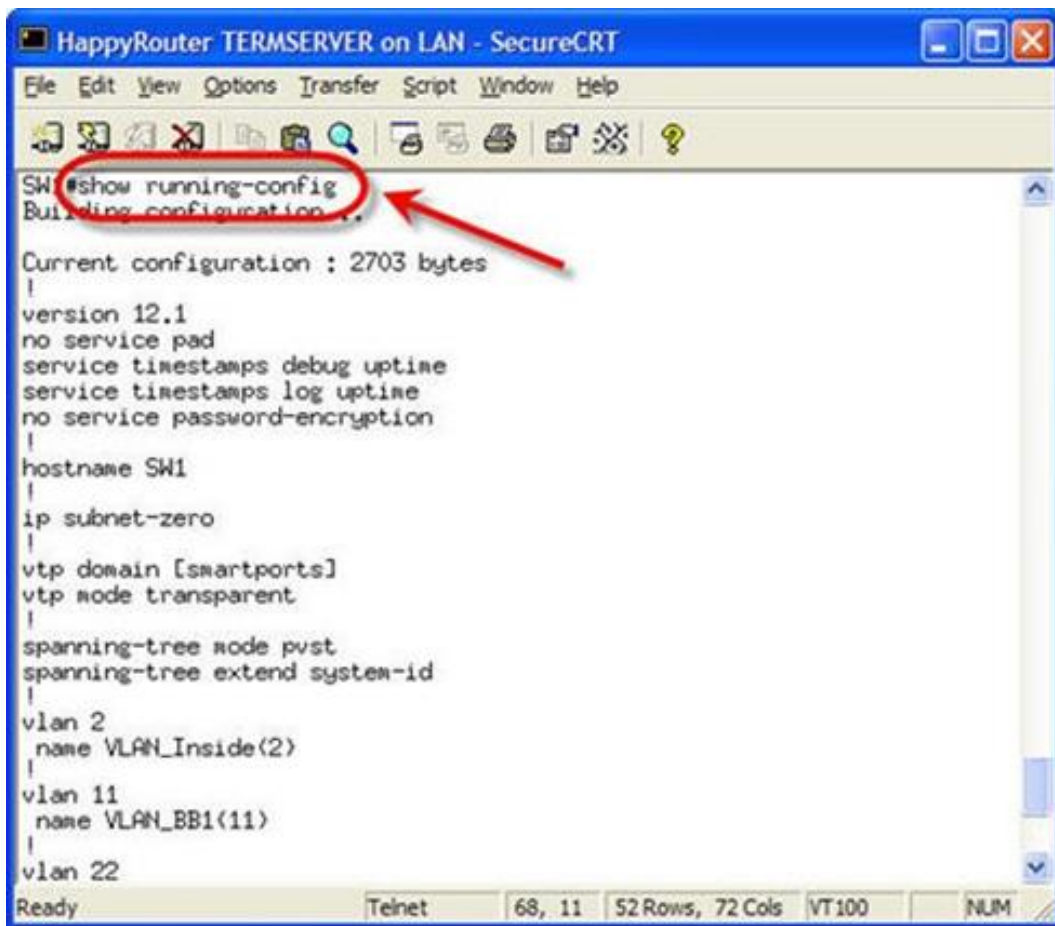 HappyRouter TERMSERVER on LAN - SecureCRT
File Edit View Options Transfer Script Window Help
SW1#show running-config
Building configuration...
Current configuration : 2703 bytes
!
version 12.1
no service pad
service timestamps debug uptime
service timestamps log uptime
no service password-encryption
!
hostname SW1
!
ip subnet-zero
!
vtp domain [smartports]
vtp mode transparent
!
spanning-tree mode pvst
spanning-tree extend system-id
!
vlan 2
name VLAN_Inside(2)
!
vlan 11
name VLAN_BB1(11)
!
vlan 22
Ready Telnet 68, 11 52 Rows, 72 Cols VT100 NUM